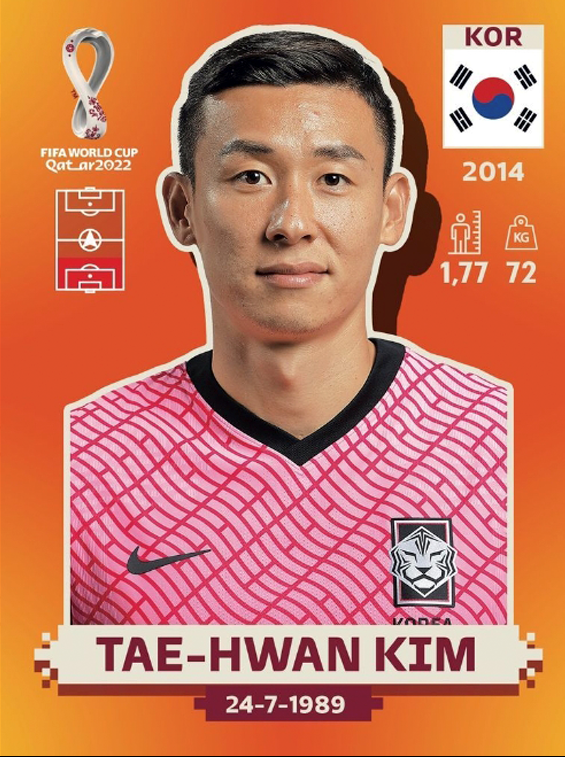 KOR
FIFA WORLD CUP
Qatar2022
2014
KG
1,77 72
KOREA
TAE-HWAN KIM
24-7-1989